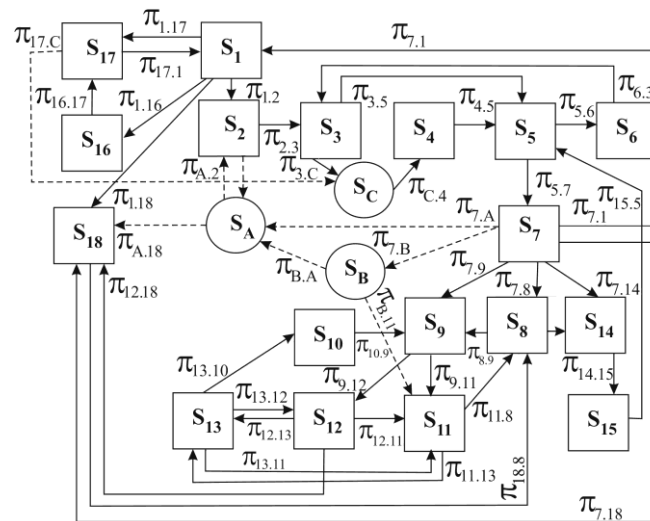 π17.C S17 π1.17 S1 π7.1
π17.1
π16.17 π1.16 π1.2 π3.5 π4.5 π5.6 π6.3
S16 S2 π2.3 S3 S4 S5 S6
πA.2 π3.C SC πC.4 π5.7 π15.5
π1.18
S18 πA.18 SA π7.A S7 π7.1
π12.18 πB.A SB π7.B π7.9 π7.8 π7.14
πB.11
π13.10 S10 π10.9 S9 π8.9 S8 S14
π13.12 π9.12 π9.11 π14.15
S13 π12.13 S12 π12.11 S11 π11.8 S15
π13.11 π11.13 π18.8
π7.18